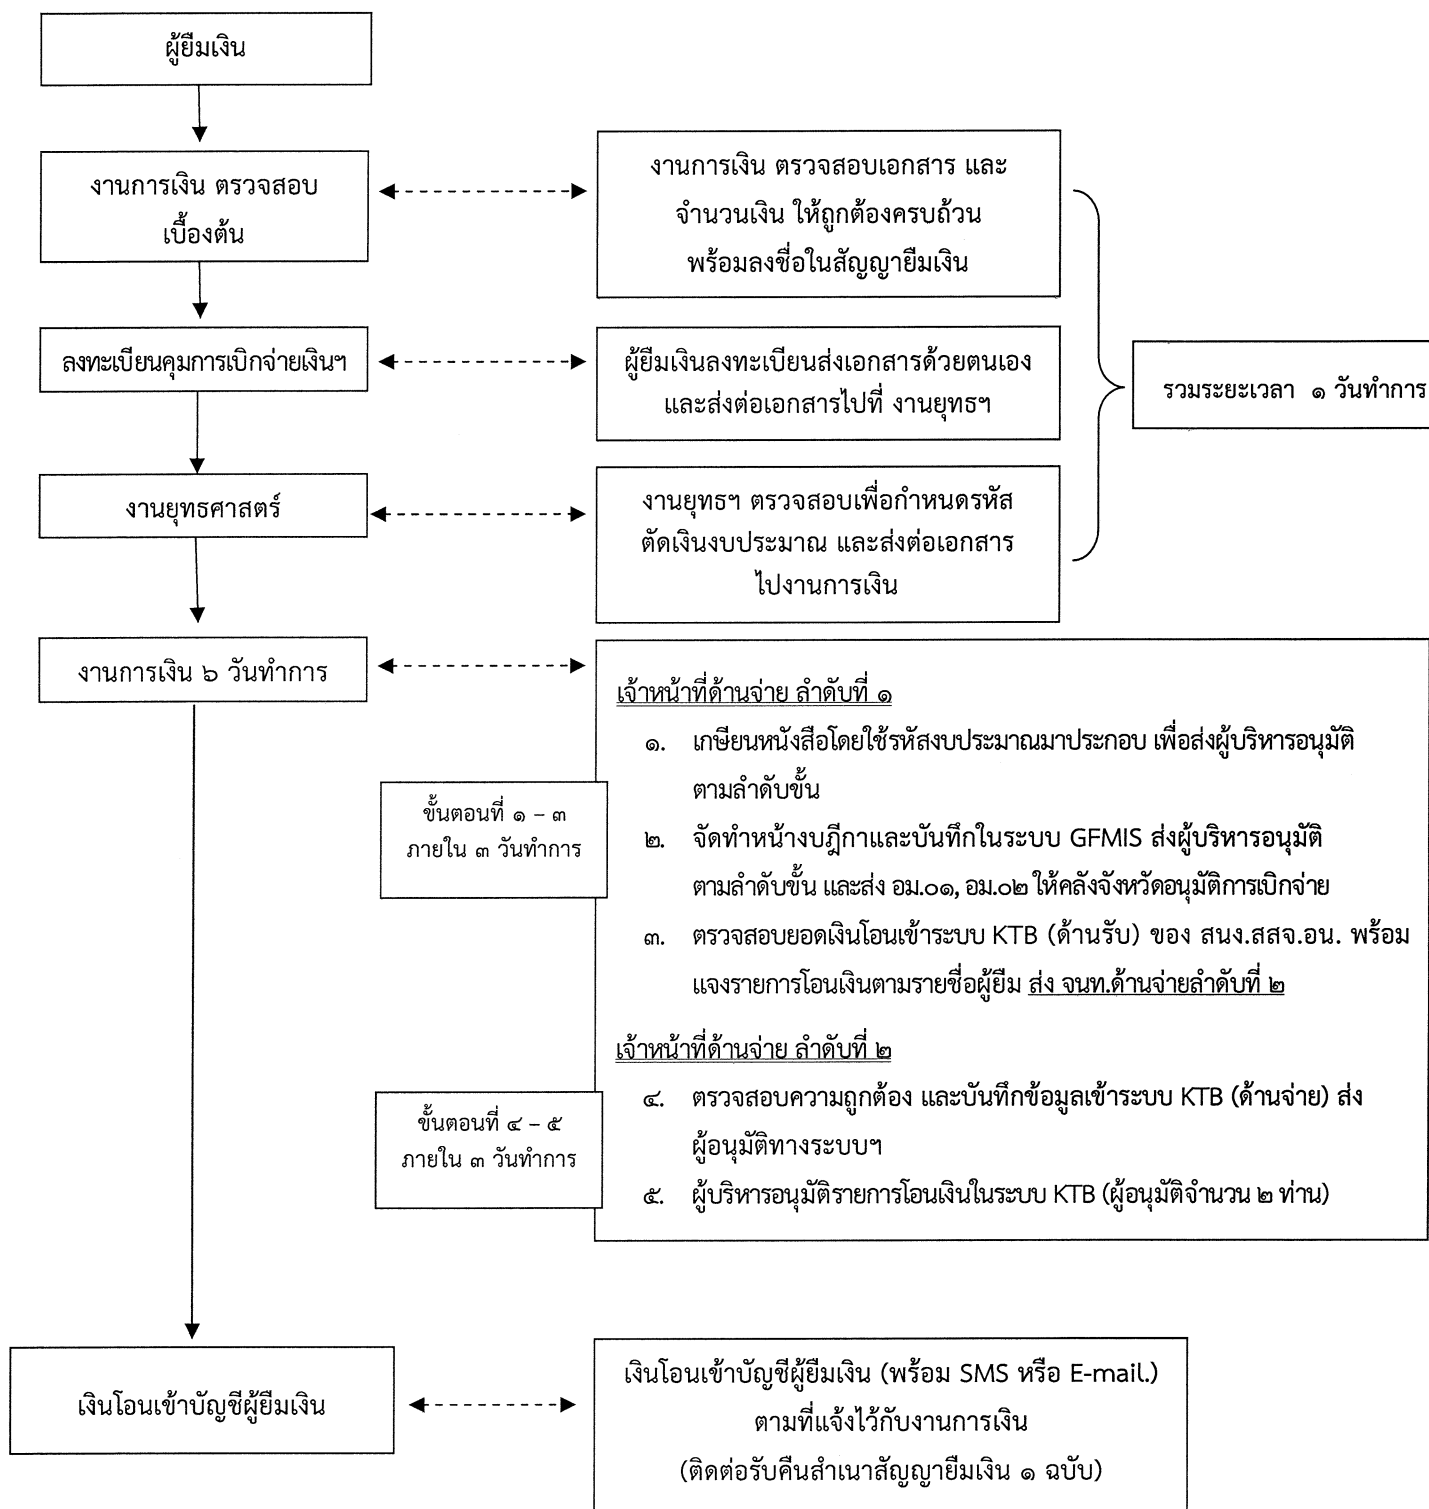 ผู้ยืมเงิน
งานการเงิน ตรวจสอบ
เบื้องต้น
งานการเงิน ตรวจสอบเอกสาร และ
จำนวนเงิน ให้ถูกต้องครบถ้วน
พร้อมลงชื่อในสัญญายืมเงิน
ลงทะเบียนคุมการเบิกจ่ายเงินฯ
ผู้ยืมเงินลงทะเบียนส่งเอกสารด้วยตนเอง
และส่งต่อเอกสารไปที่ งานยุทธฯ
รวมระยะเวลา ๑ วันทำการ
งานยุทธศาสตร์
งานยุทธฯ ตรวจสอบเพื่อกำหนดรหัส
ตัดเงินงบประมาณ และส่งต่อเอกสาร
ไปงานการเงิน
งานการเงิน ๖ วันทำการ
เจ้าหน้าที่ด้านจ่าย ลำดับที่ ๑
๑. เกษียนหนังสือโดยใช้รหัสงบประมาณมาประกอบ เพื่อส่งผู้บริหารอนุมัติ
ตามลำดับขั้น
๒. จัดทำหน้างบฎีกาและบันทึกในระบบ GFMIS ส่งผู้บริหารอนุมัติ
ตามลำดับขั้น และส่ง อม.๐๑, อม.๐๒ ให้คลังจังหวัดอนุมัติการเบิกจ่าย
๓. ตรวจสอบยอดเงินโอนเข้าระบบ KTB (ด้านรับ) ของ สนง.สสจ.อน. พร้อม
แจงรายการโอนเงินตามรายชื่อผู้ยืม ส่ง จนท.ด้านจ่ายลำดับที่ ๒
ขั้นตอนที่ ๑ – ๓
ภายใน ๓ วันทำการ
เจ้าหน้าที่ด้านจ่าย ลำดับที่ ๒
๔. ตรวจสอบความถูกต้อง และบันทึกข้อมูลเข้าระบบ KTB (ด้านจ่าย) ส่ง
ผู้อนุมัติทางระบบฯ
๕. ผู้บริหารอนุมัติรายการโอนเงินในระบบ KTB (ผู้อนุมัติจำนวน ๒ ท่าน)
ขั้นตอนที่ ๔ – ๕
ภายใน ๓ วันทำการ
เงินโอนเข้าบัญชีผู้ยืมเงิน
เงินโอนเข้าบัญชีผู้ยืมเงิน (พร้อม SMS หรือ E-mail.)
ตามที่แจ้งไว้กับงานการเงิน
(ติดต่อรับคืนสำเนาสัญญายืมเงิน ๑ ฉบับ)